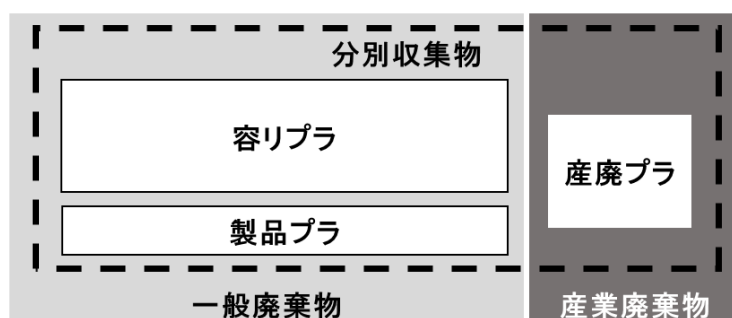 分別収集物
容リプラ
産廃プラ
製品プラ
一般廃棄物
産業廃棄物